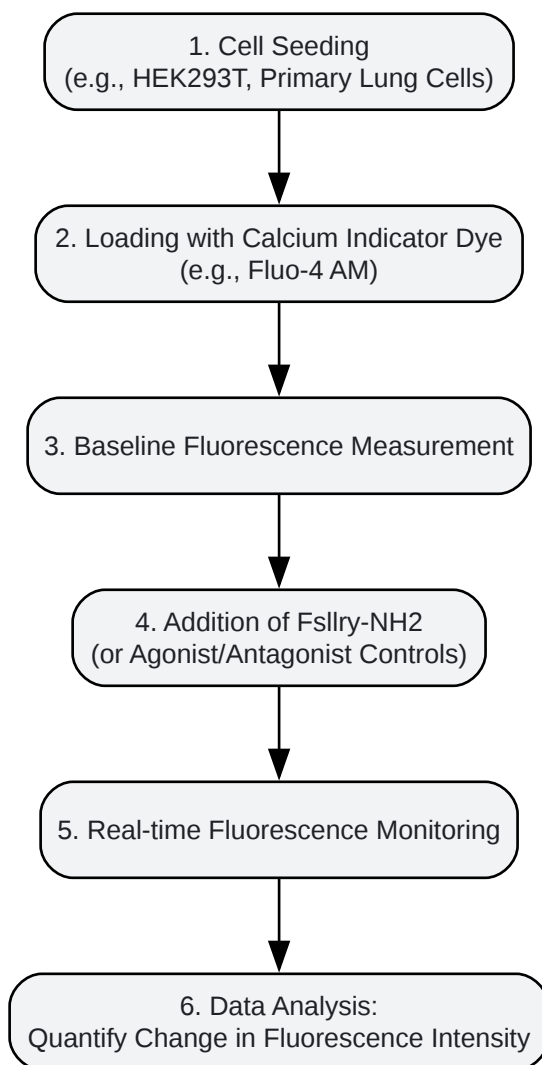 1. Cell Seeding
(e.g., HEK293T, Primary Lung Cells)
2. Loading with Calcium Indicator Dye
(e.g., Fluo-4 AM)
3. Baseline Fluorescence Measurement
4. Addition of Fsllry-NH2
(or Agonist/Antagonist Controls)
5. Real-time Fluorescence Monitoring
6. Data Analysis:
Quantify Change in Fluorescence Intensity